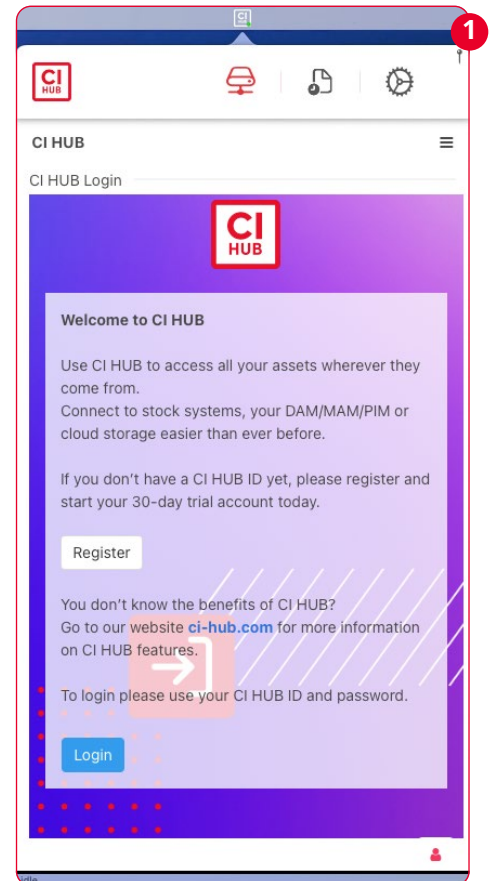 CI
1
CI
HUB
CI HUB
CI HUB Login
CI
HUB
Welcome to CI HUB
Use CI HUB to access all your assets wherever they
come from.
Connect to stock systems, your DAM/MAM/PIM or
cloud storage easier than ever before.
If you don't have a CI HUB ID yet, please register and
start your 30-day trial account today.
Register
You don't know the benefits of CI HUB?
Go to our website ci-hub.com for more information
on CI HUB features.
To login please use your CI HUB ID and password.
Login